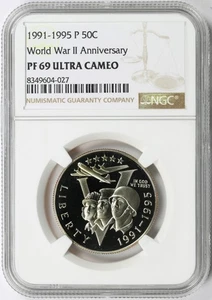 1991-1995 P 50C
World War II Anniversary
PF 69 ULTRA CAMEO
8349604-027
NUMISMATIC GUARANTY COMPANY
NGC
IN GOD
WE TRUST
LIBERTY
1991-1995